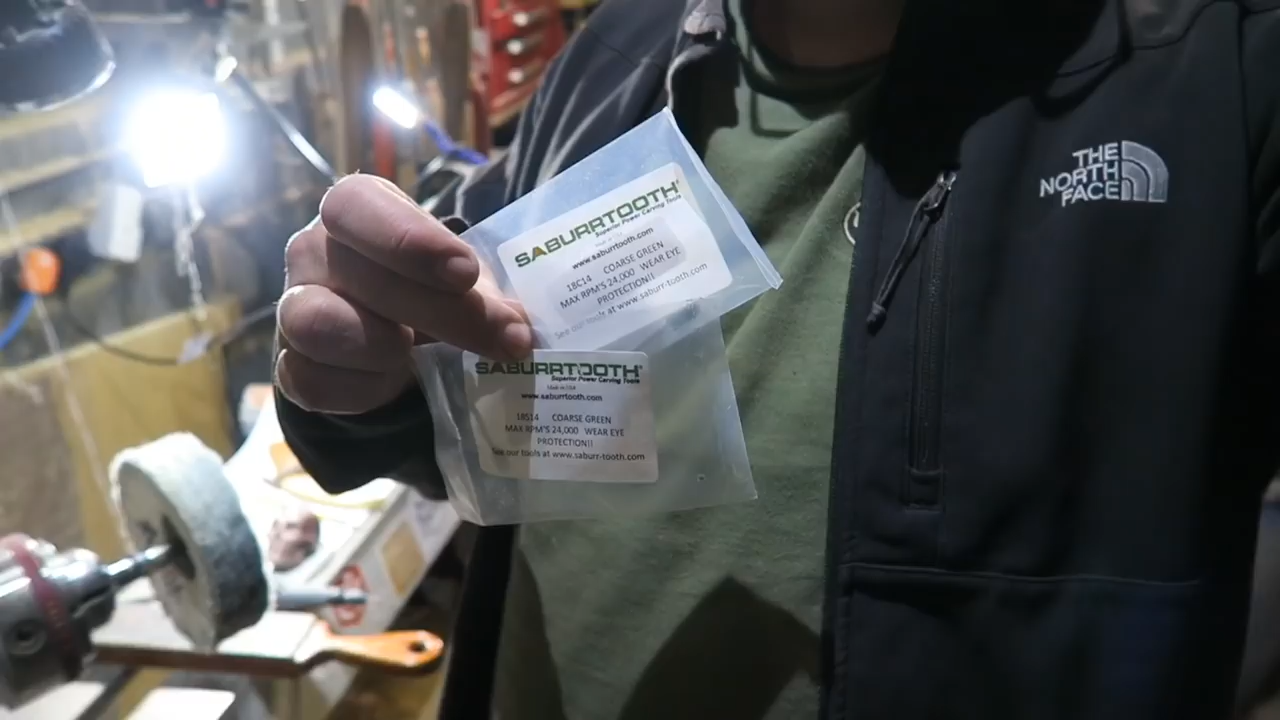 SABURRTOOTH®
Superior Power Carving Tools
Made in USA
www.saburrtooth.com
18C14 COARSE GREEN
MAX RPM'S 24,000 WEAR EYE
PROTECTION!!
See our tools at www.saburr-tooth.com
SABURRTOOTH®
Superior Power Carving Tools
Made in USA
www.saburrtooth.com
18S14 COARSE GREEN
MAX RPM'S 24,000 WEAR EYE
PROTECTION!!
See our tools at www.saburr-tooth.com
THE
NORTH
FACE